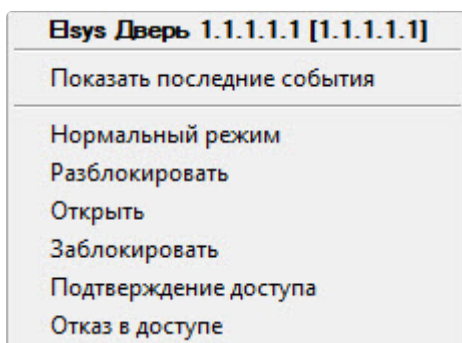 Elsys Дверь 1.1.1.1.1 [1.1.1.1.1]
Показать последние события
Нормальный режим
Разблокировать
Открыть
Заблокировать
Подтверждение доступа
Отказ в доступе